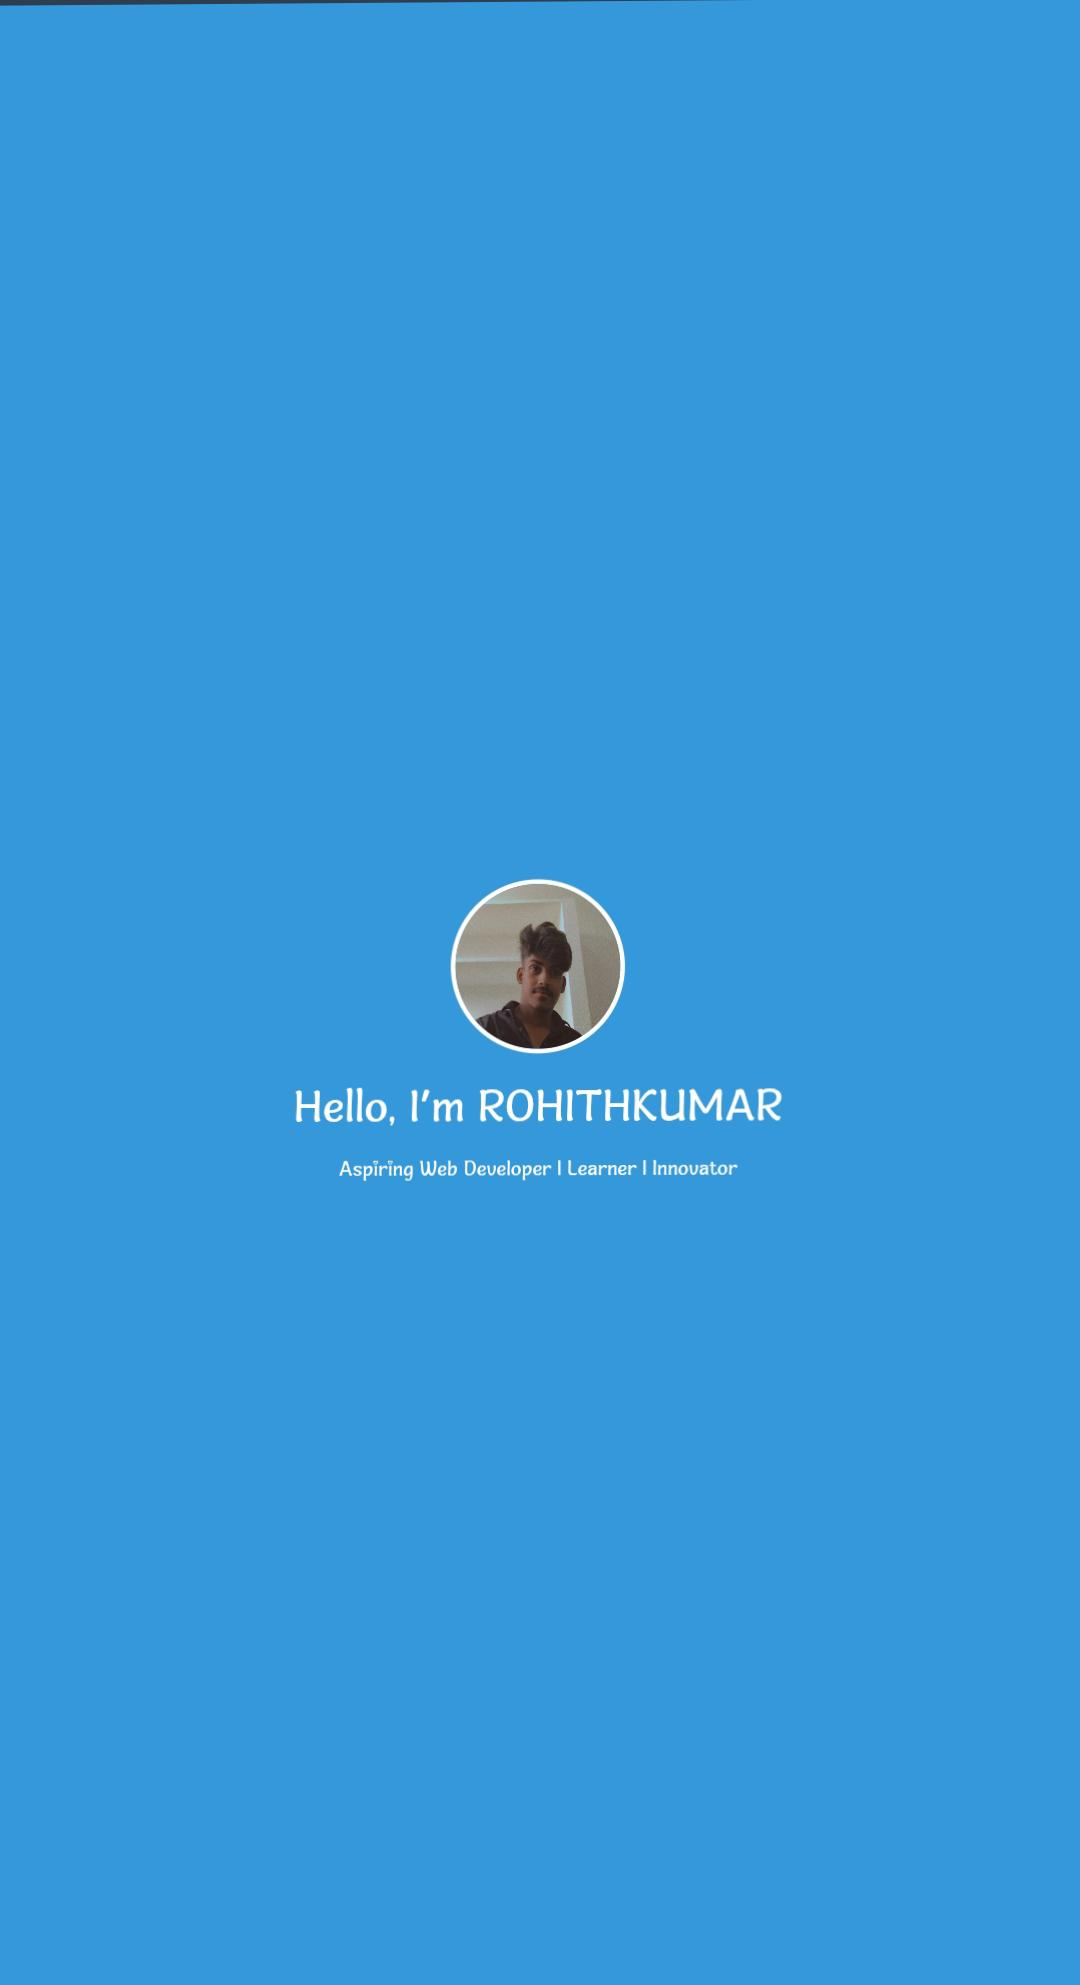 Hello, I'm ROHITHKUMAR
Aspiring Web Developer | Learner | Innovator